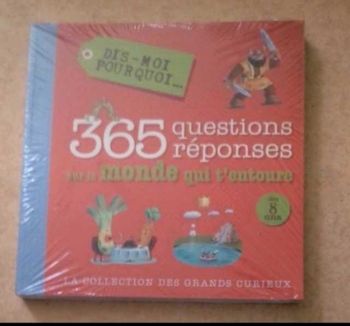 DIS-MOI
POURQUOI...
365 questions
réponses
sur le monde qui t'entoure
dès
8
ans
LA COLLECTION DES GRANDS CURIEUX